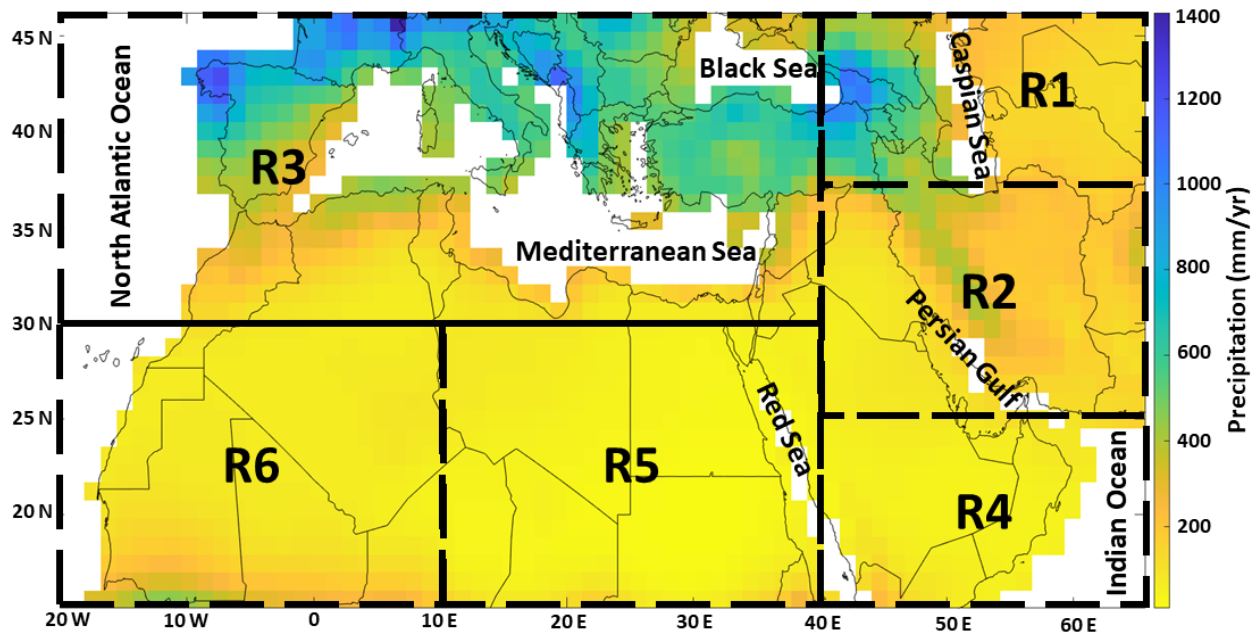 45 N
40 N
35 N
30 N
25 N
20 N
20 W
10 W
0
10 E
20 E
30 E
40 E
50 E
60 E
North Atlantic Ocean
Black Sea
Caspian Sea
Mediterranean Sea
Persian Gulf
Red Sea
Indian Ocean
R1
R2
R3
R4
R5
R6
1400
1200
1000
800
600
400
200
Precipitation (mm/yr)